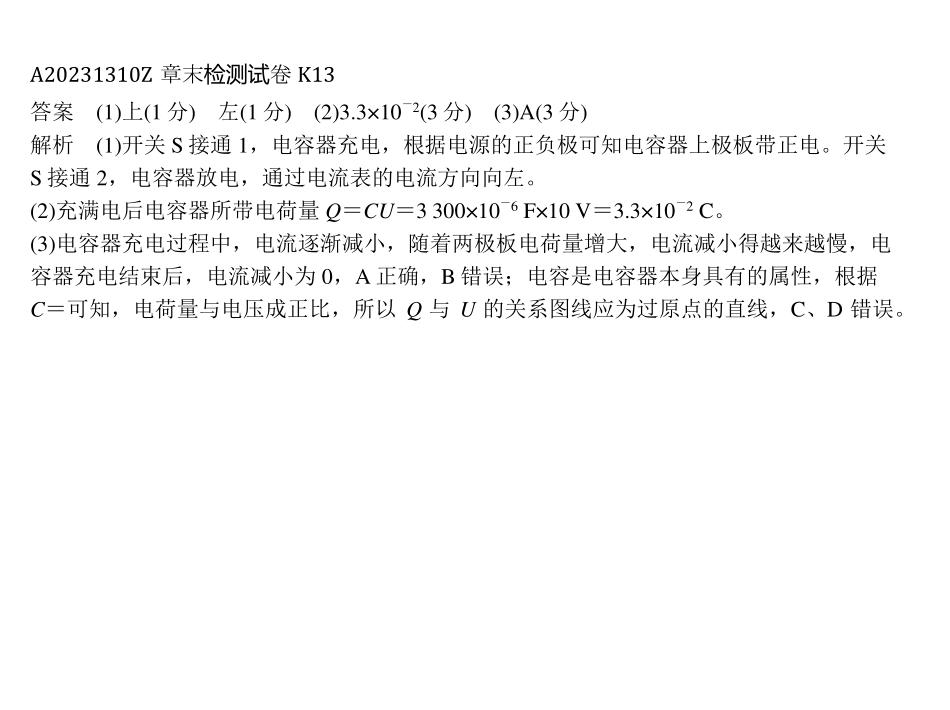 A20231310Z 章末检测试卷 K13
答案　(1)上(1 分)　左(1 分)　(2)3.3×10⁻²(3 分)　(3)A(3 分)
解析　(1)开关 S 接通 1，电容器充电，根据电源的正负极可知电容器上极板带正电。开关
S 接通 2，电容器放电，通过电流表的电流方向向左。
(2)充满电后电容器所带电荷量 Q＝CU＝3 300×10⁻⁶ F×10 V＝3.3×10⁻² C。
(3)电容器充电过程中，电流逐渐减小，随着两极板电荷量增大，电流减小得越来越慢，电
容器充电结束后，电流减小为 0，A 正确，B 错误；电容是电容器本身具有的属性，根据
C＝可知，电荷量与电压成正比，所以 Q 与 U 的关系图线应为过原点的直线，C、D 错误。